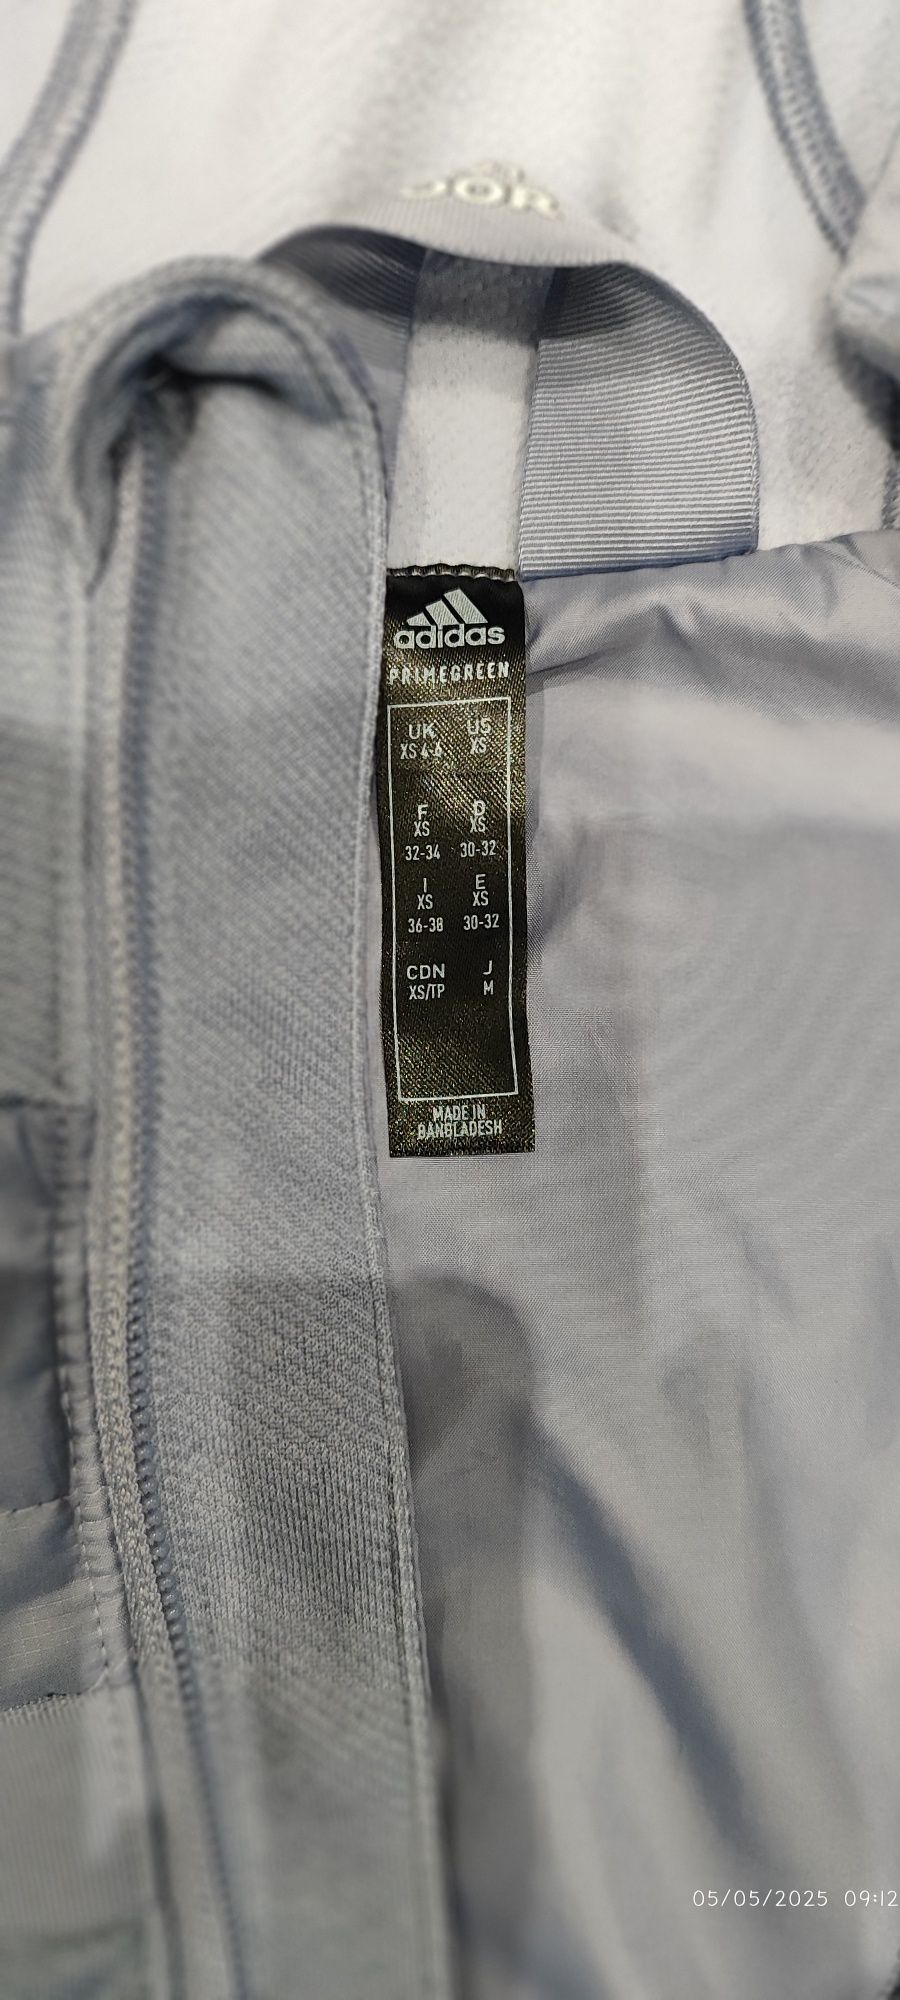 adidas
PRIMEGREEN
UK US
XS 4-6 XS
F D
XS XS
32-34 30-32
I E
XS XS
36-38 30-32
CDN J
XS/TP M
MADE IN
BANGLADESH
05/05/2025 09:12